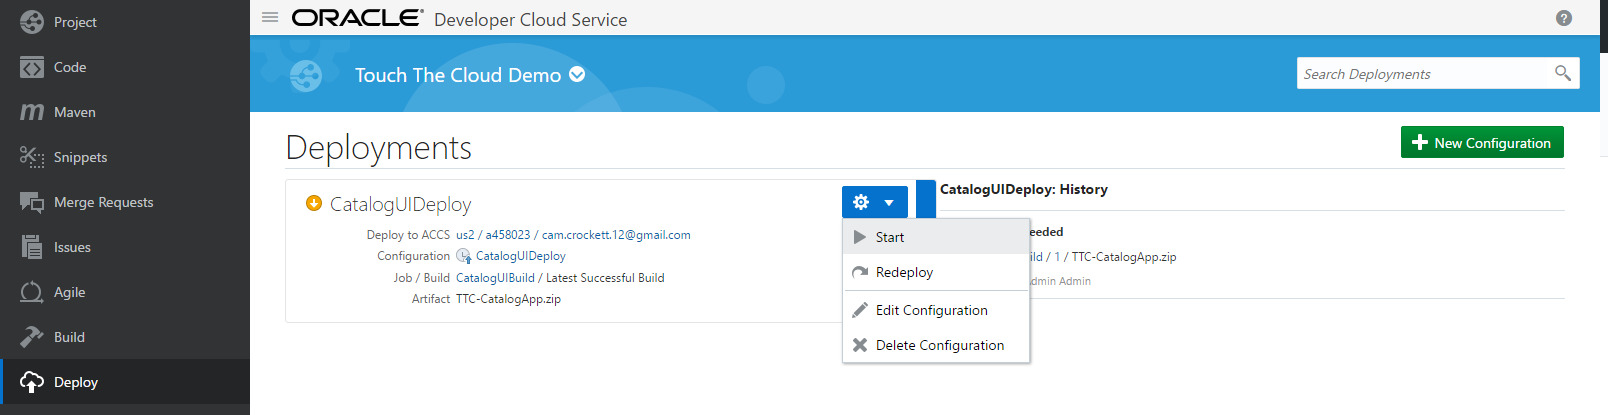 Project
Code
Maven
Snippets
Merge Requests
Issues
Agile
Build
Deploy
ORACLE Developer Cloud Service
?
Touch The Cloud Demo
Search Deployments
Deployments
New Configuration
CatalogUIDeploy
Deploy to ACCS us2 / a458023 / cam.crockett.12@gmail.com
Configuration CatalogUIDeploy
Job / Build CatalogUIBuild / Latest Successful Build
Artifact TTC-CatalogApp.zip
Start
Redeploy
Edit Configuration
Delete Configuration
CatalogUIDeploy: History
eeded
ild / 1 / TTC-CatalogApp.zip
dmin Admin